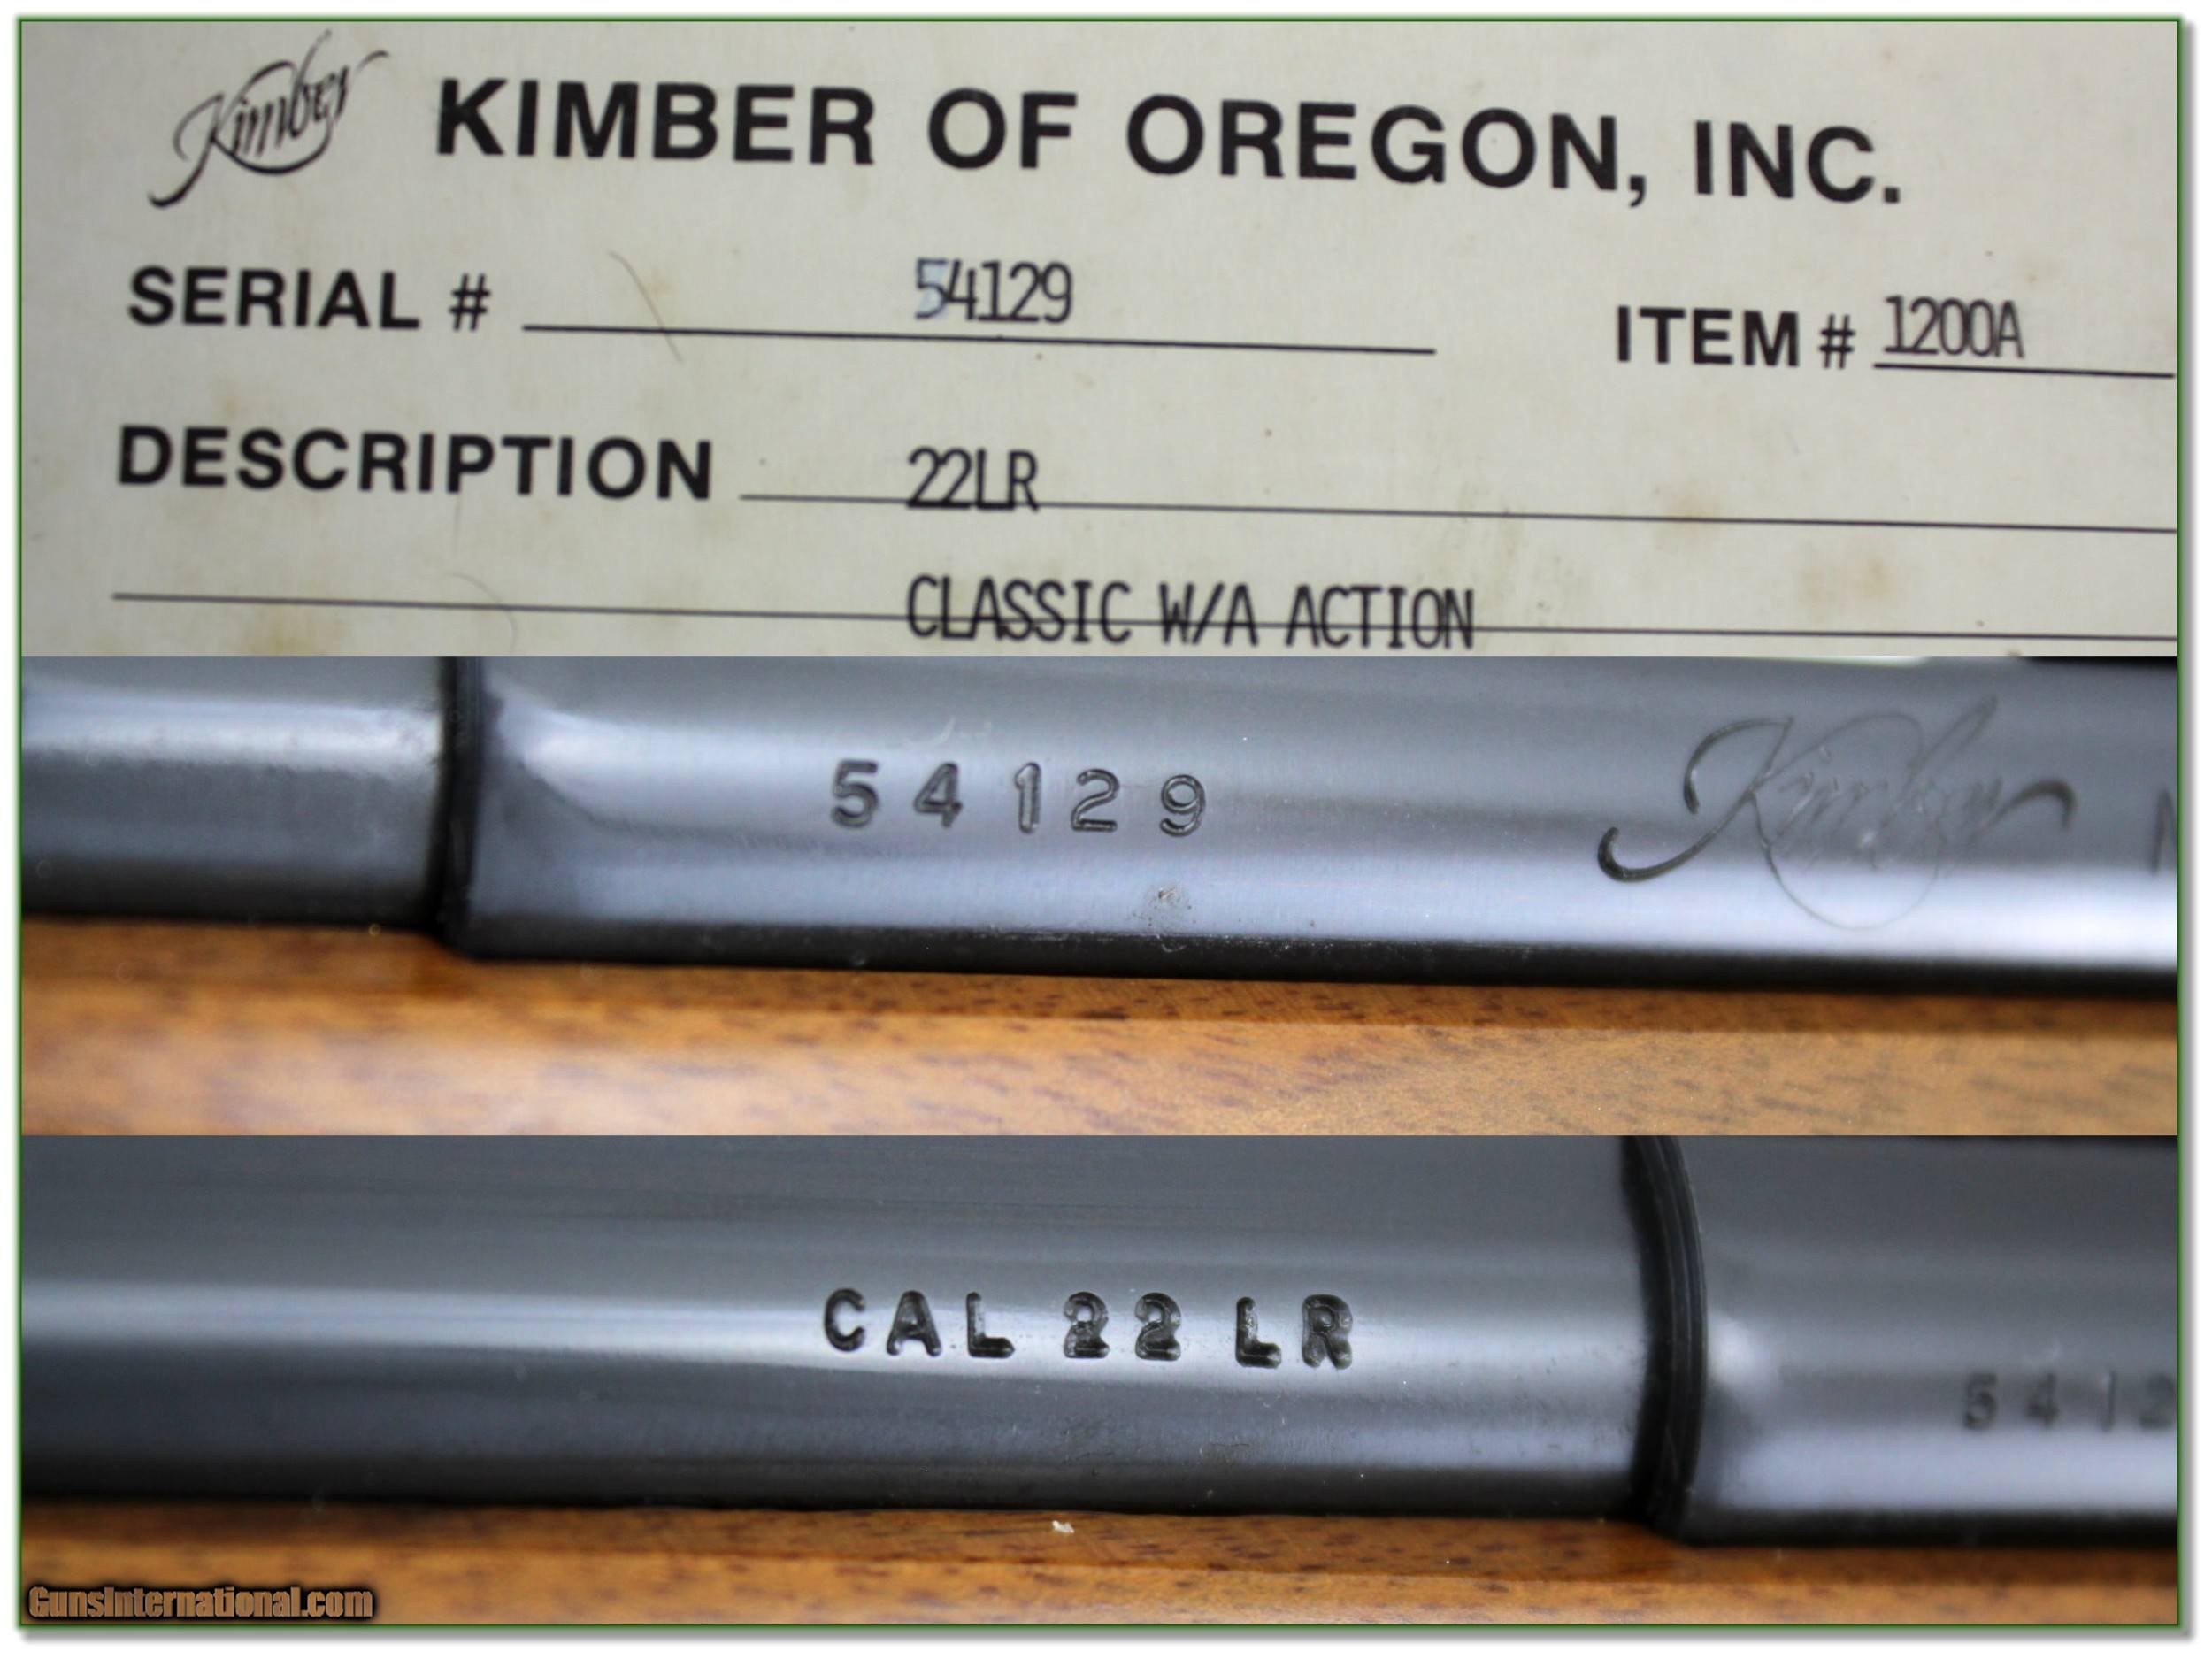 Kimber KIMBER OF OREGON, INC.
SERIAL # 54129 ITEM # 1200A
DESCRIPTION 22LR
CLASSIC W/A ACTION
54129 Kimber
CAL 22 LR
5412
GunsInternational.com